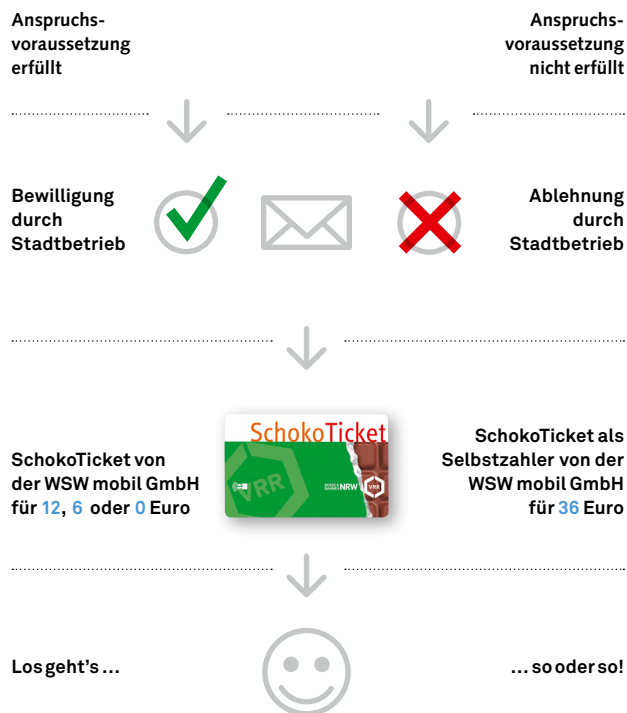 Anspruchs-
voraussetzung
erfüllt
Anspruchs-
voraussetzung
nicht erfüllt
Bewilligung
durch
Stadtbetrieb
Ablehnung
durch
Stadtbetrieb
SchokoTicket
VRR
BUSSE &
BAHNEN NRW
VRR
SchokoTicket von
der WSW mobil GmbH
für 12, 6 oder 0 Euro
SchokoTicket als
Selbstzahler von der
WSW mobil GmbH
für 36 Euro
Los geht's ...
... so oder so!